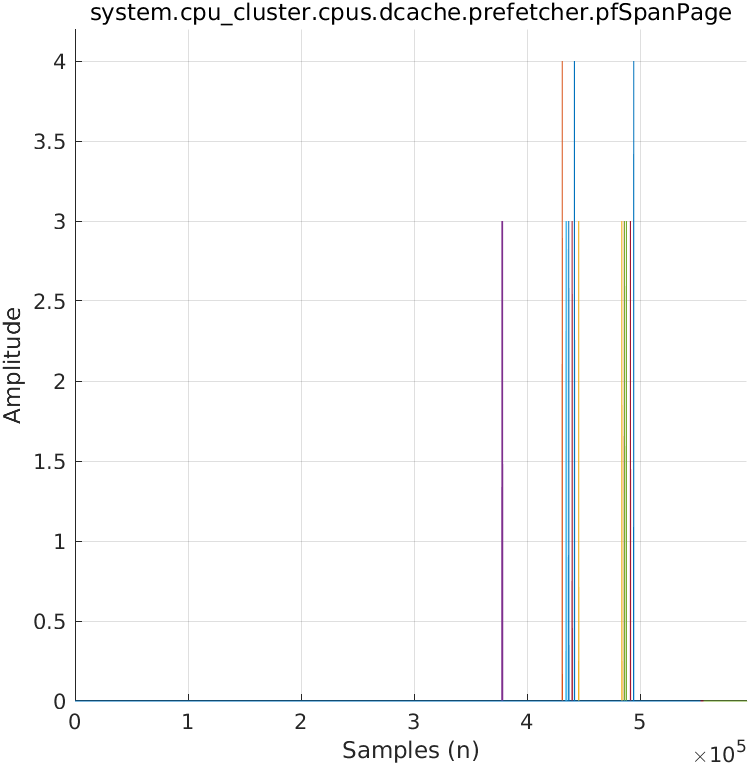 system.cpu_cluster.cpus.dcache.prefetcher.pfSpanPage
4
3.5
3
2.5
2
1.5
1
0.5
0
Amplitude
0 1 2 3 4 5
Samples (n)
×10^5